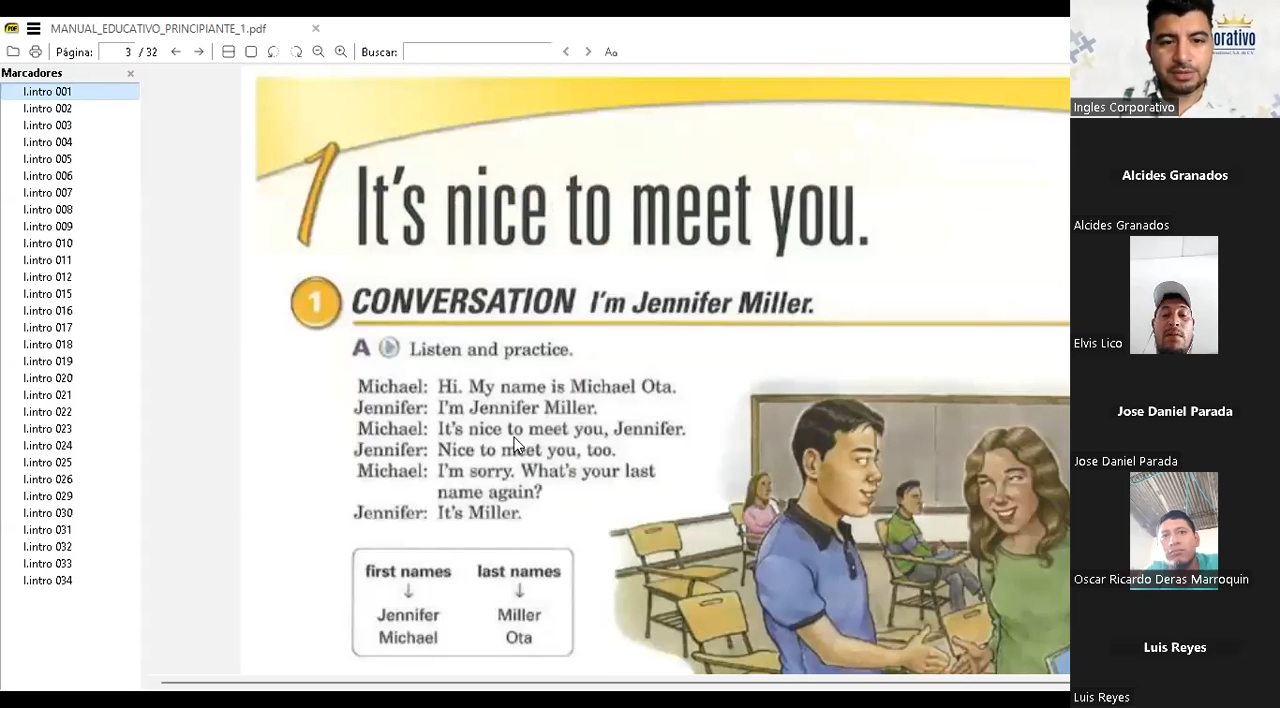 MANUAL_EDUCATIVO_PRINCIPIANTE_1.pdf
Página: 3 / 32
Buscar:
Aa
Marcadores
I.intro 001
I.intro 002
I.intro 003
I.intro 004
I.intro 005
I.intro 006
I.intro 007
I.intro 008
I.intro 009
I.intro 010
I.intro 011
I.intro 012
I.intro 015
I.intro 016
I.intro 017
I.intro 018
I.intro 019
I.intro 020
I.intro 021
I.intro 022
I.intro 023
I.intro 024
I.intro 025
I.intro 026
I.intro 029
I.intro 030
I.intro 031
I.intro 032
I.intro 033
I.intro 034
1 It's nice to meet you.
1 CONVERSATION I'm Jennifer Miller.
A Listen and practice.
Michael: Hi. My name is Michael Ota.
Jennifer: I'm Jennifer Miller.
Michael: It's nice to meet you, Jennifer.
Jennifer: Nice to meet you, too.
Michael: I'm sorry. What's your last
name again?
Jennifer: It's Miller.
first names last names
Jennifer Miller
Michael Ota
orativo
Ingles Corporativo
Alcides Granados
Alcides Granados
Elvis Lico
Jose Daniel Parada
Jose Daniel Parada
Oscar Ricardo Deras Marroquin
Luis Reyes
Luis Reyes